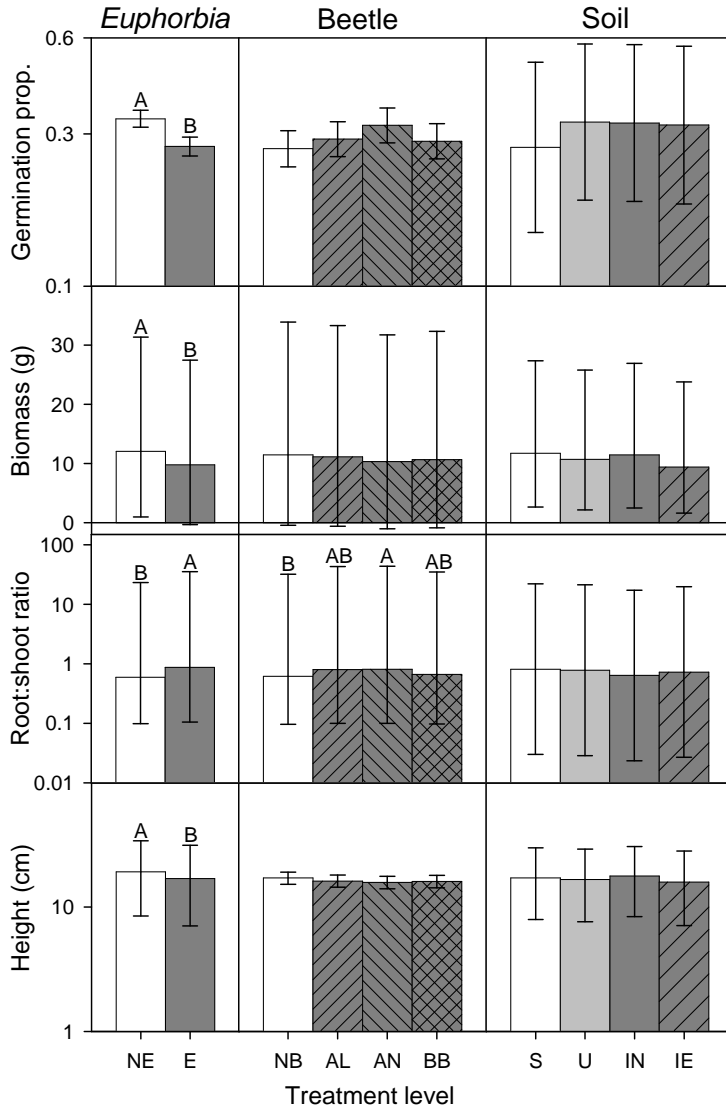 Euphorbia Beetle Soil
Germination prop.
0.6
0.3
0.1
A
B
Biomass (g)
30
20
10
0
A
B
Root:shoot ratio
100
10
1
0.1
0.01
B
A
B
AB
A
AB
Height (cm)
10
1
A
B
NE E NB AL AN BB S U IN IE
Treatment level